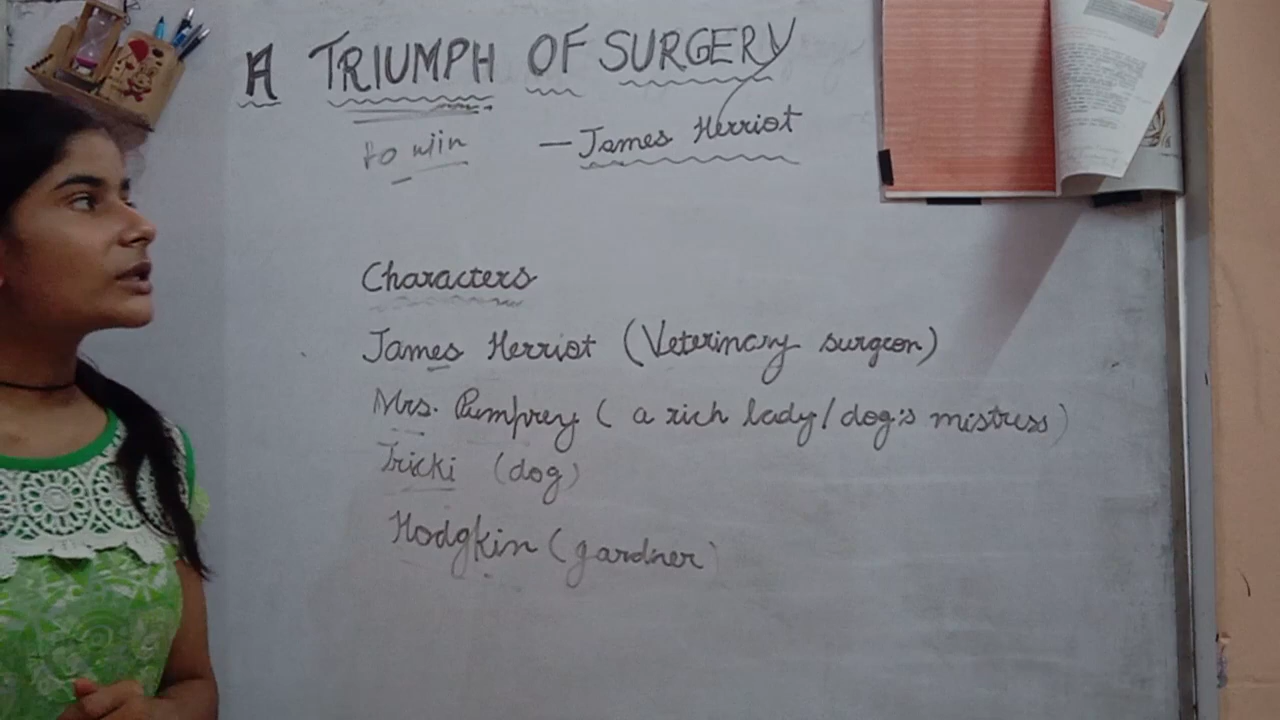 A TRIUMPH OF SURGERY
to win
— James Herriot
Characters
James Herriot (Veterinary surgeon)
Mrs. Pumphrey ( a rich lady/dog's mistress)
Tricki (dog)
Hodgkin (gardner)